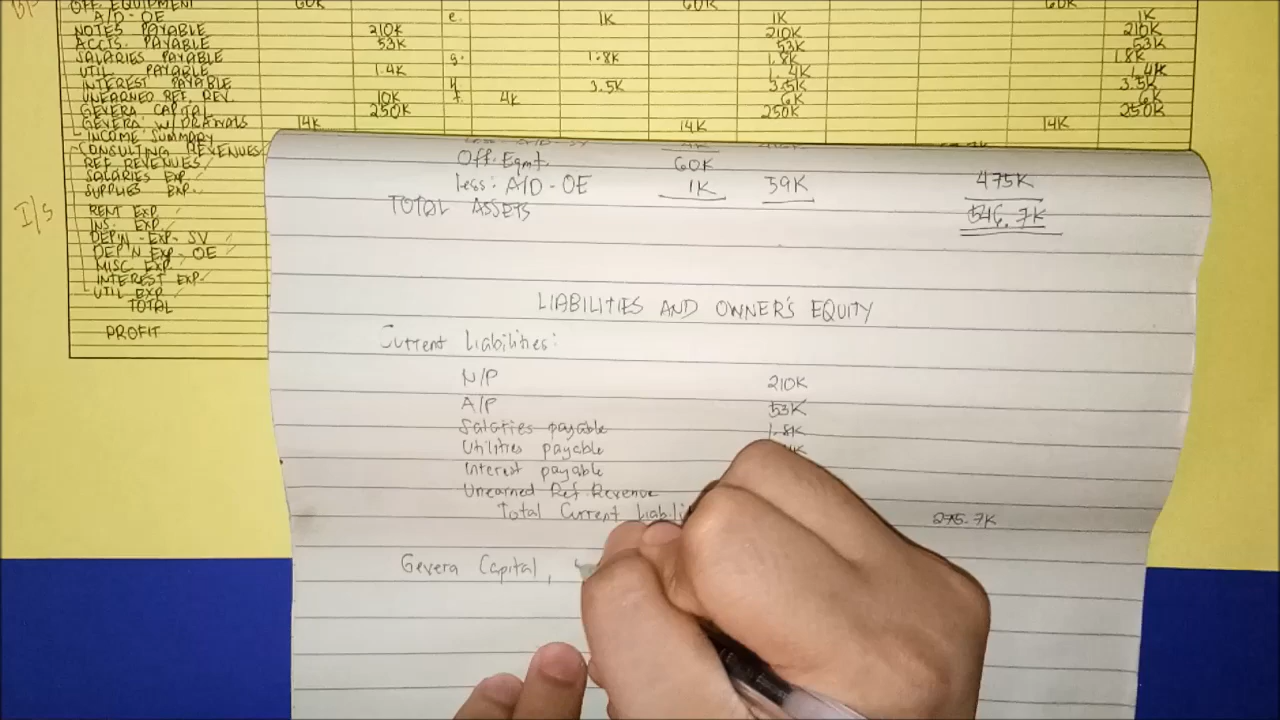 OFF. EQUIPMENT 60K 60K 60K
A/D - OE e. 1K 1K 1K
NOTES PAYABLE 210K 210K 210K
ACCTS. PAYABLE 53K 53K 53K
SALARIES PAYABLE g. 1.8K 1.8K 1.8K
UTIL PAYABLE 1.4K 1.4K 1.4K
INTEREST PAYABLE 3.5K 3.5K 3.5K
UNEARNED REF. REV. 10K f. 4K 6K 6K
GEVERA CAPITAL 250K 250K 250K
GEVERA WITHDRAWALS 14K 14K 14K
INCOME SUMMARY
CONSULTING REVENUES
REF REVENUES
SALARIES EXP
SUPPLIES EXP.
I/S
RENT EXP
INS. EXP.
DEP'N - EXP - SV
DEP'N EXP - OE
MISC EXP
INTEREST EXP
UTIL EXP
TOTAL
PROFIT
Off. Eqmt. 60K
less: A/D - OE 1K 59K 475K
TOTAL ASSETS 546.7K
LIABILITIES AND OWNER'S EQUITY
Current Liabilities:
N/P 210K
A/P 53K
Salaries payable 1.8K
Utilities payable
Interest payable
Unearned Ref Revenue
Total Current 275.7K
Gevera Capital,